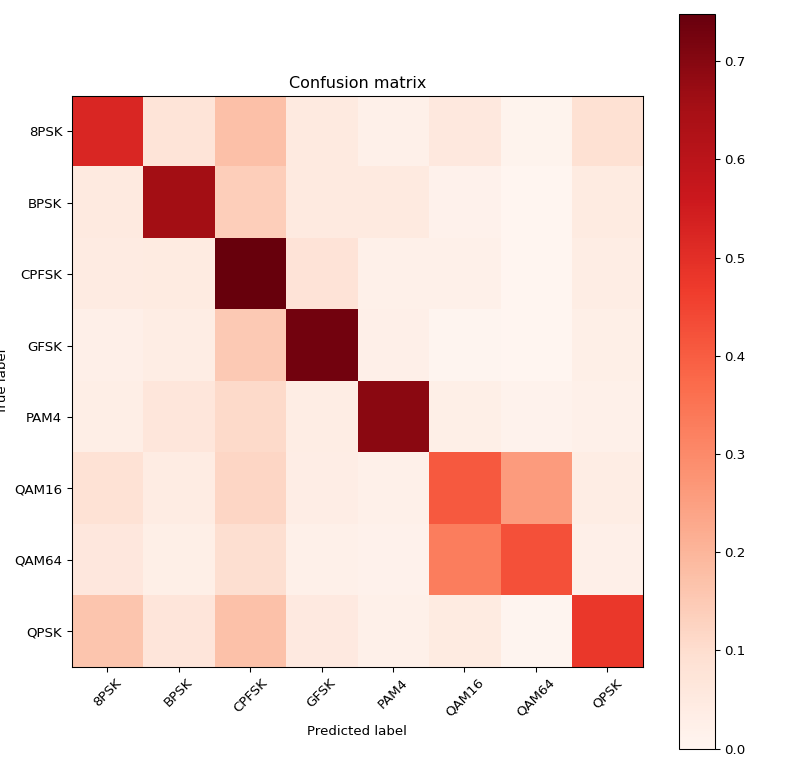 Confusion matrix
8PSK
BPSK
CPFSK
GFSK
PAM4
QAM16
QAM64
QPSK
True label
8PSK
BPSK
CPFSK
GFSK
PAM4
QAM16
QAM64
QPSK
Predicted label
0.7
0.6
0.5
0.4
0.3
0.2
0.1
0.0